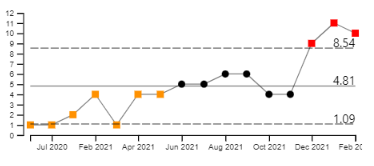 12
11
10
9
8
7
6
5
4
3
2
1
0
8.54
4.81
1.09
Jul 2020
Feb 2021
Apr 2021
Jun 2021
Aug 2021
Oct 2021
Dec 2021
Feb 20